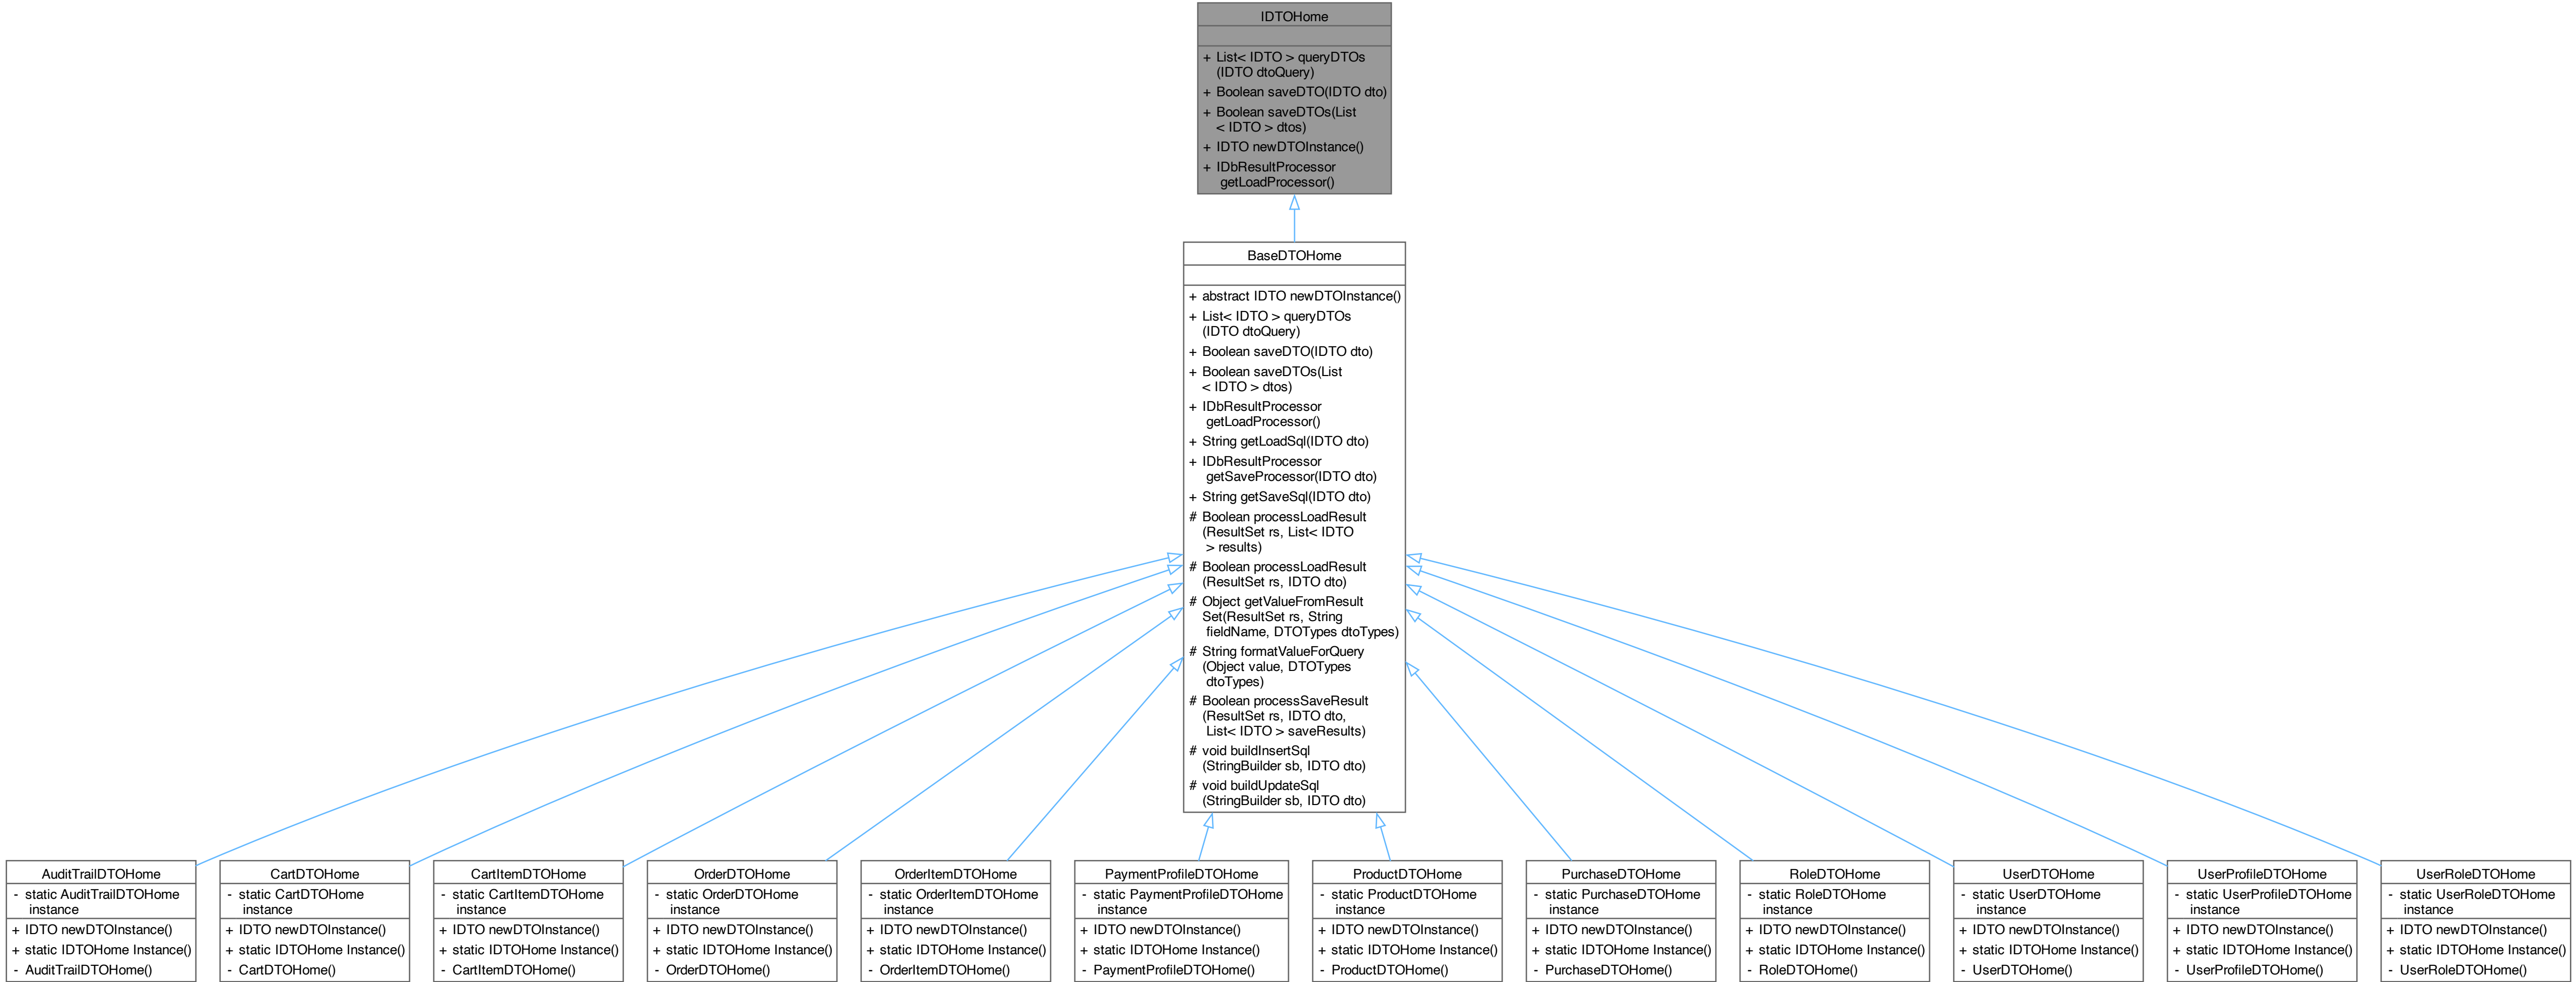 IDTOHome
+ List< IDTO > queryDTOs
(IDTO dtoQuery)
+ Boolean saveDTO(IDTO dto)
+ Boolean saveDTOs(List
< IDTO > dtos)
+ IDTO newDTOInstance()
+ IDbResultProcessor
getLoadProcessor()
BaseDTOHome
+ abstract IDTO newDTOInstance()
+ List< IDTO > queryDTOs
(IDTO dtoQuery)
+ Boolean saveDTO(IDTO dto)
+ Boolean saveDTOs(List
< IDTO > dtos)
+ IDbResultProcessor
getLoadProcessor()
+ String getLoadSql(IDTO dto)
+ IDbResultProcessor
getSaveProcessor(IDTO dto)
+ String getSaveSql(IDTO dto)
# Boolean processLoadResult
(ResultSet rs, List< IDTO
> results)
# Boolean processLoadResult
(ResultSet rs, IDTO dto)
# Object getValueFromResult
Set(ResultSet rs, String
fieldName, DTOTypes dtoTypes)
# String formatValueForQuery
(Object value, DTOTypes
dtoTypes)
# Boolean processSaveResult
(ResultSet rs, IDTO dto,
List< IDTO > saveResults)
# void buildInsertSql
(StringBuilder sb, IDTO dto)
# void buildUpdateSql
(StringBuilder sb, IDTO dto)
AuditTrailDTOHome
- static AuditTrailDTOHome
instance
+ IDTO newDTOInstance()
+ static IDTOHome Instance()
- AuditTrailDTOHome()
CartDTOHome
- static CartDTOHome
instance
+ IDTO newDTOInstance()
+ static IDTOHome Instance()
- CartDTOHome()
CartItemDTOHome
- static CartItemDTOHome
instance
+ IDTO newDTOInstance()
+ static IDTOHome Instance()
- CartItemDTOHome()
OrderDTOHome
- static OrderDTOHome
instance
+ IDTO newDTOInstance()
+ static IDTOHome Instance()
- OrderDTOHome()
OrderItemDTOHome
- static OrderItemDTOHome
instance
+ IDTO newDTOInstance()
+ static IDTOHome Instance()
- OrderItemDTOHome()
PaymentProfileDTOHome
- static PaymentProfileDTOHome
instance
+ IDTO newDTOInstance()
+ static IDTOHome Instance()
- PaymentProfileDTOHome()
ProductDTOHome
- static ProductDTOHome
instance
+ IDTO newDTOInstance()
+ static IDTOHome Instance()
- ProductDTOHome()
PurchaseDTOHome
- static PurchaseDTOHome
instance
+ IDTO newDTOInstance()
+ static IDTOHome Instance()
- PurchaseDTOHome()
RoleDTOHome
- static RoleDTOHome
instance
+ IDTO newDTOInstance()
+ static IDTOHome Instance()
- RoleDTOHome()
UserDTOHome
- static UserDTOHome
instance
+ IDTO newDTOInstance()
+ static IDTOHome Instance()
- UserDTOHome()
UserProfileDTOHome
- static UserProfileDTOHome
instance
+ IDTO newDTOInstance()
+ static IDTOHome Instance()
- UserProfileDTOHome()
UserRoleDTOHome
- static UserRoleDTOHome
instance
+ IDTO newDTOInstance()
+ static IDTOHome Instance()
- UserRoleDTOHome()